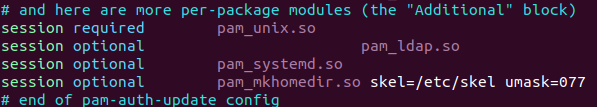 # and here are more per-package modules (the "Additional" block)
session required pam_unix.so
session optional pam_ldap.so
session optional pam_systemd.so
session optional pam_mkhomedir.so skel=/etc/skel umask=077
# end of pam-auth-update config